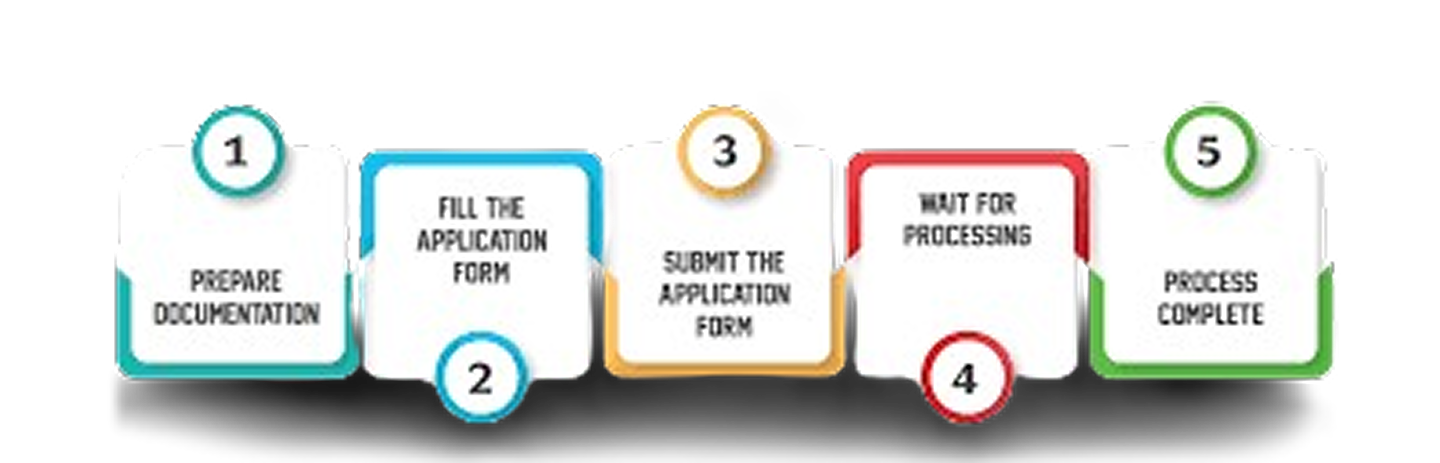 1
PREPARE
DOCUMENTATION
FILL THE
APPLICATION
FORM
2
3
SUBMIT THE
APPLICATION
FORM
WAIT FOR
PROCESSING
4
5
PROCESS
COMPLETE